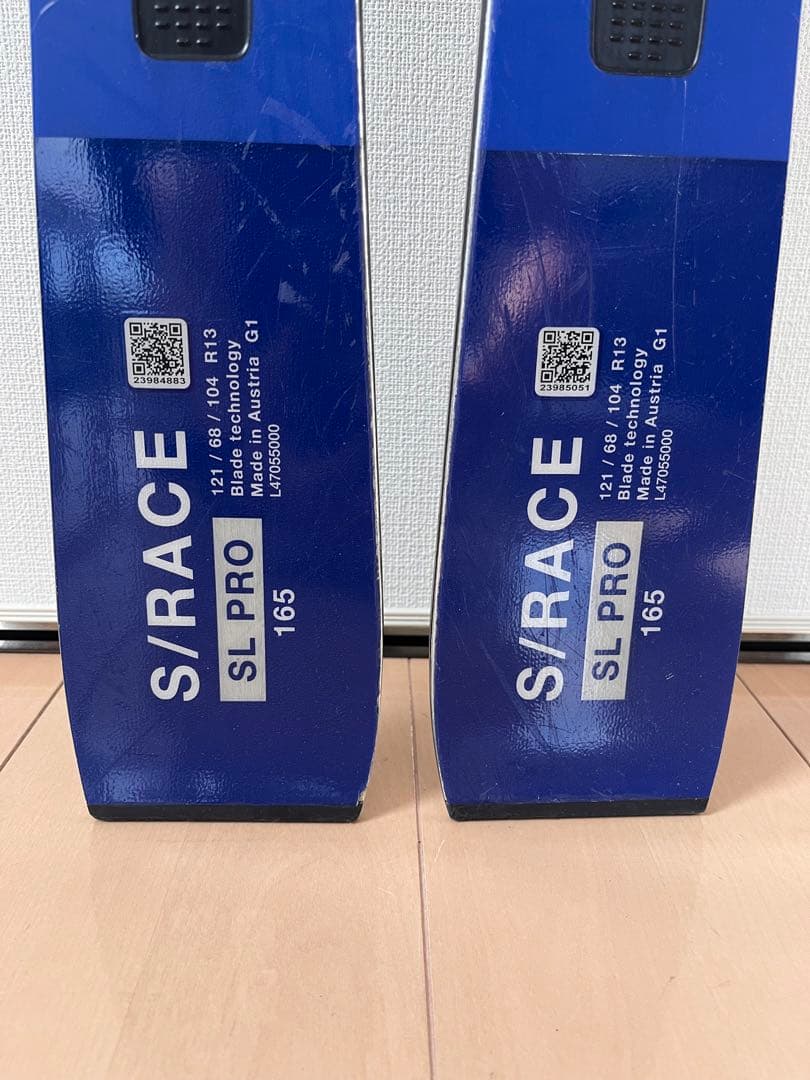 23984883
S/RACE
SL PRO
165
121 / 68 / 104 R13
Blade technology
Made in Austria G1
L47055000
23985051
S/RACE
SL PRO
165
121 / 68 / 104 R13
Blade technology
Made in Austria G1
L47055000